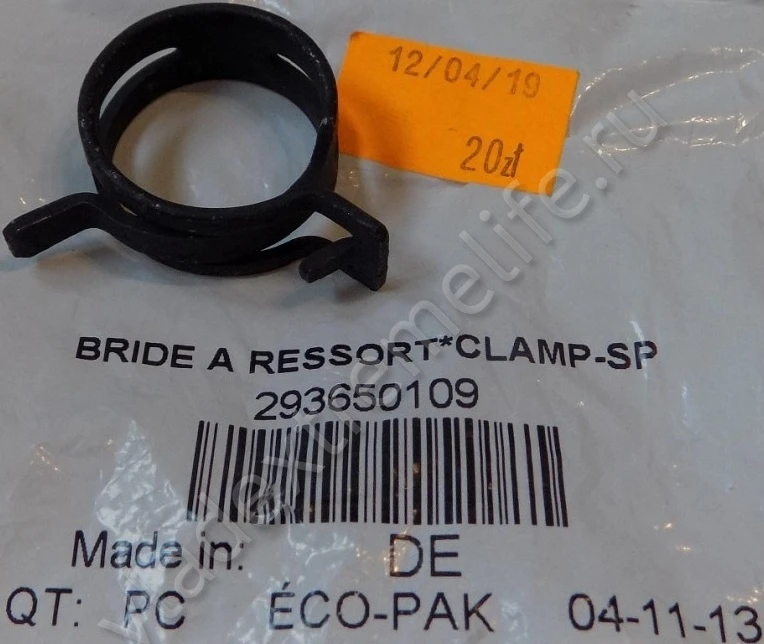 12/04/19
20zł
BRIDE A RESSORT*CLAMP-SP
293650109
Made in: DE
QT: PC ÉCO-PAK 04-11-13